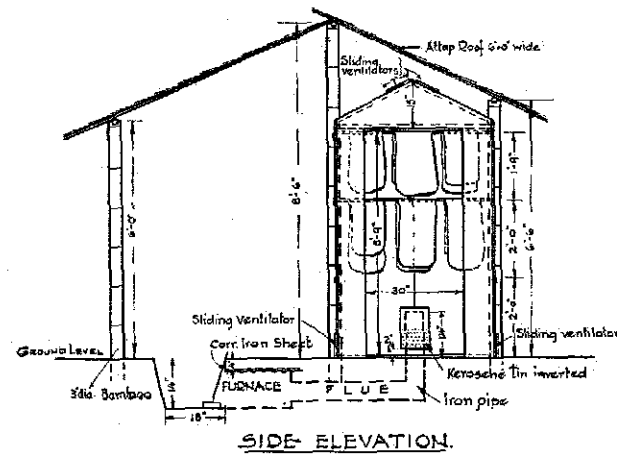 Attap Roof 6'-0" wide
Sliding
ventilators
8'-6"
6'-0"
5'-9"
1'-9"
2'-0"
6'-6"
2'-0"
30"
Sliding Ventilator
Sliding ventilator
GROUND LEVEL
Corr. Iron Sheet
FURNACE
FLUE
Kerosene tin inverted
Iron pipe
3"dia. Bamboo
18"
SIDE ELEVATION.